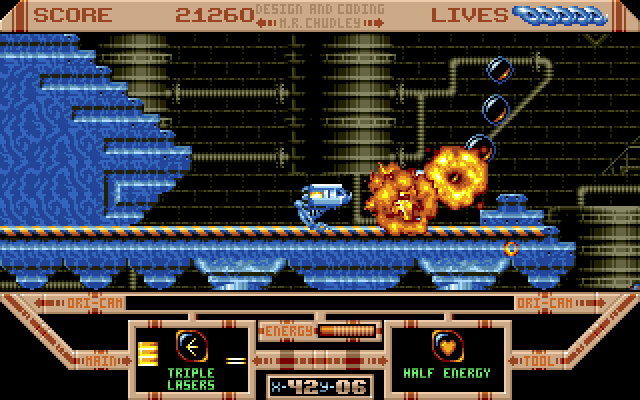 SCORE 21260 DESIGN AND CODING LIVES
M.R.CHUDLEY
ORI-CAM ORI-CAM
ENERGY
MAIN TOOL
TRIPLE HALF ENERGY
LASERS
X-42Y-06